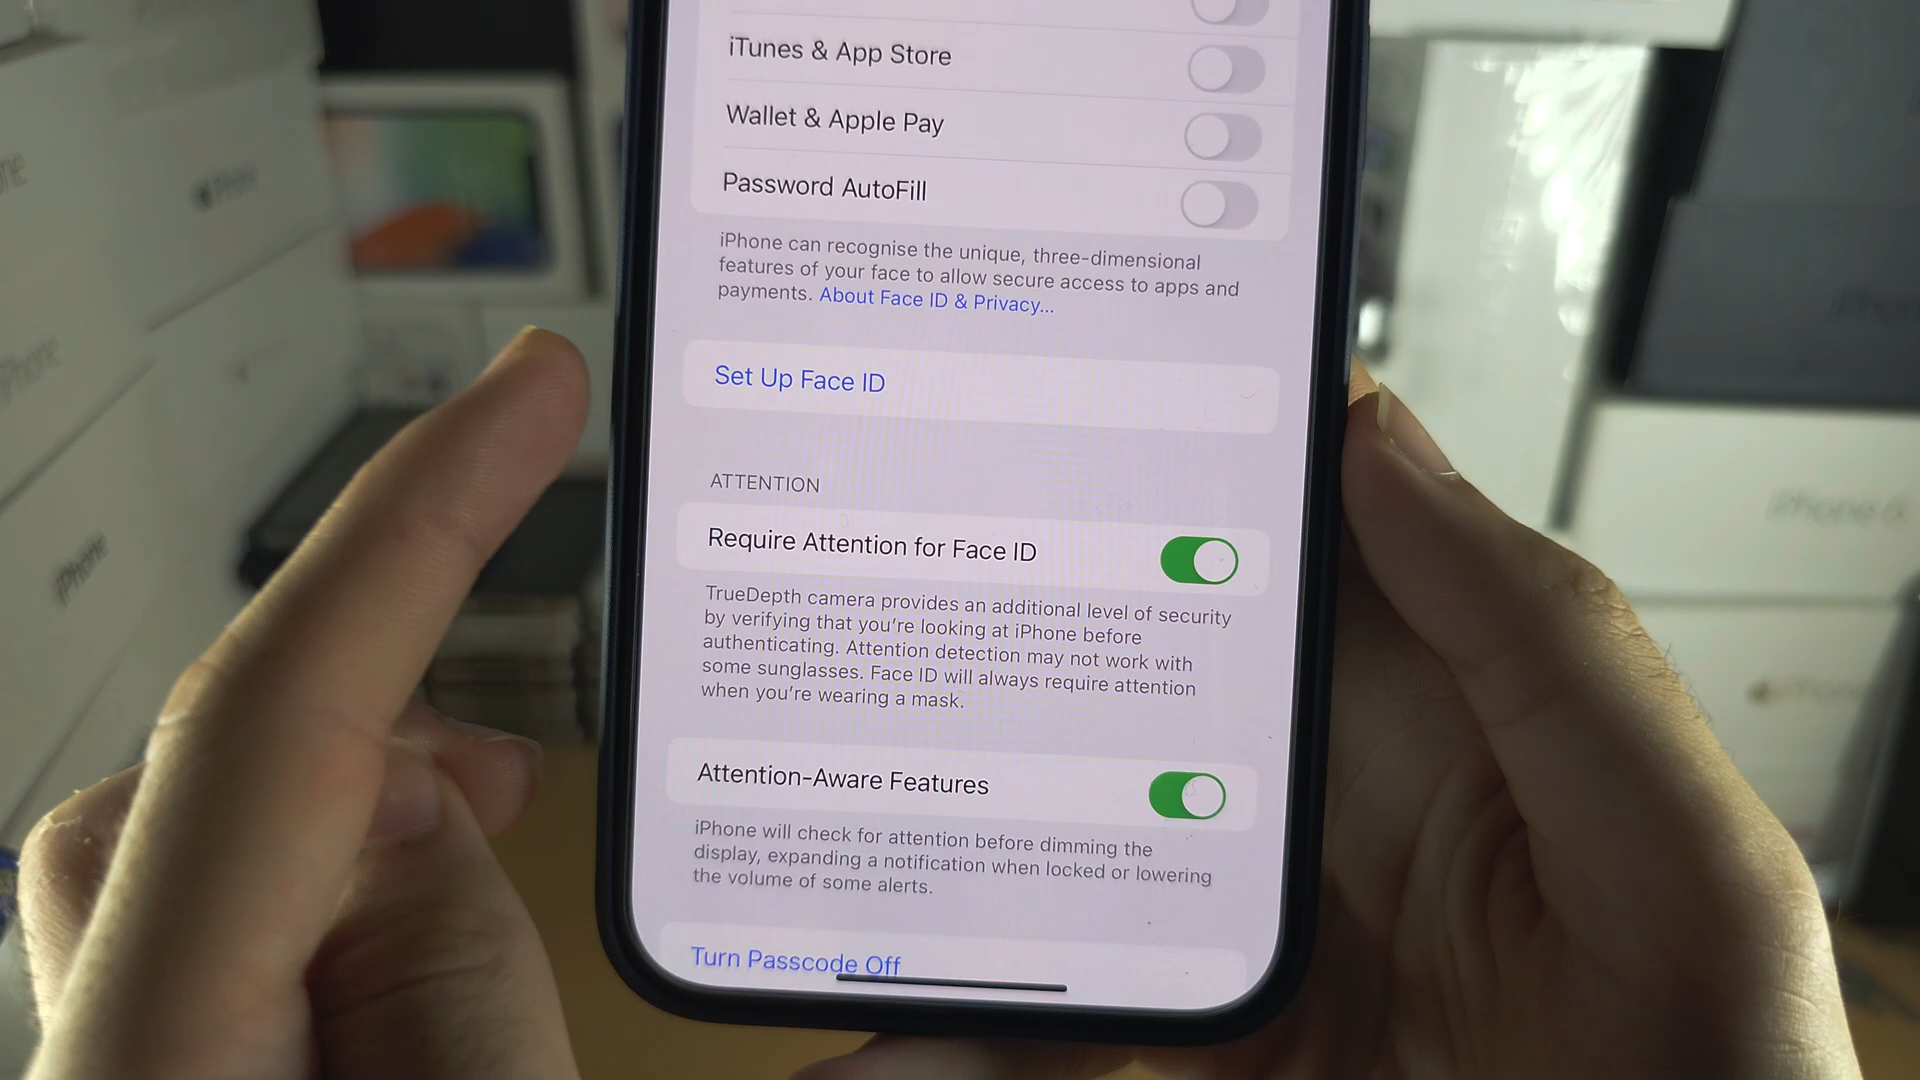 iTunes & App Store
Wallet & Apple Pay
Password AutoFill
iPhone can recognise the unique, three-dimensional
features of your face to allow secure access to apps and
payments. About Face ID & Privacy...
Set Up Face ID
ATTENTION
Require Attention for Face ID
TrueDepth camera provides an additional level of security
by verifying that you're looking at iPhone before
authenticating. Attention detection may not work with
some sunglasses. Face ID will always require attention
when you're wearing a mask.
Attention-Aware Features
iPhone will check for attention before dimming the
display, expanding a notification when locked or lowering
the volume of some alerts.
Turn Passcode Off
iPhone
iPhone
iPhone
iPhone